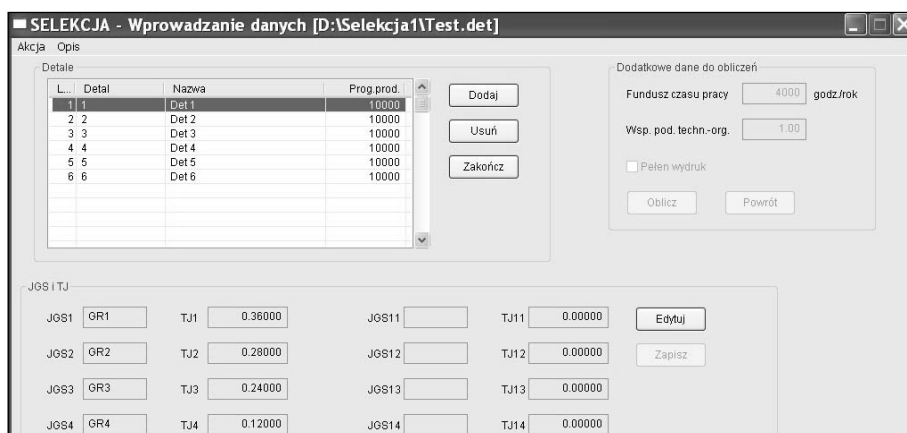 SELEKCJA - Wprowadzanie danych [D:\Selekcja1\Test.det]
Akcja Opis
Detale
L... Detal Nazwa Prog.prod.
1 1 Det 1 10000
2 2 Det 2 10000
3 3 Det 3 10000
4 4 Det 4 10000
5 5 Det 5 10000
6 6 Det 6 10000
Dodaj
Usuń
Zakończ
Dodatkowe dane do obliczeń
Fundusz czasu pracy 4000 godz./rok
Wsp. pod. techn.-org. 1.00
Pełen wydruk
Oblicz Powrót
JGS i TJ
JGS1 GR1 TJ1 0.36000 JGS11 TJ11 0.00000 Edytuj
JGS2 GR2 TJ2 0.28000 JGS12 TJ12 0.00000 Zapisz
JGS3 GR3 TJ3 0.24000 JGS13 TJ13 0.00000
JGS4 GR4 TJ4 0.12000 JGS14 TJ14 0.00000